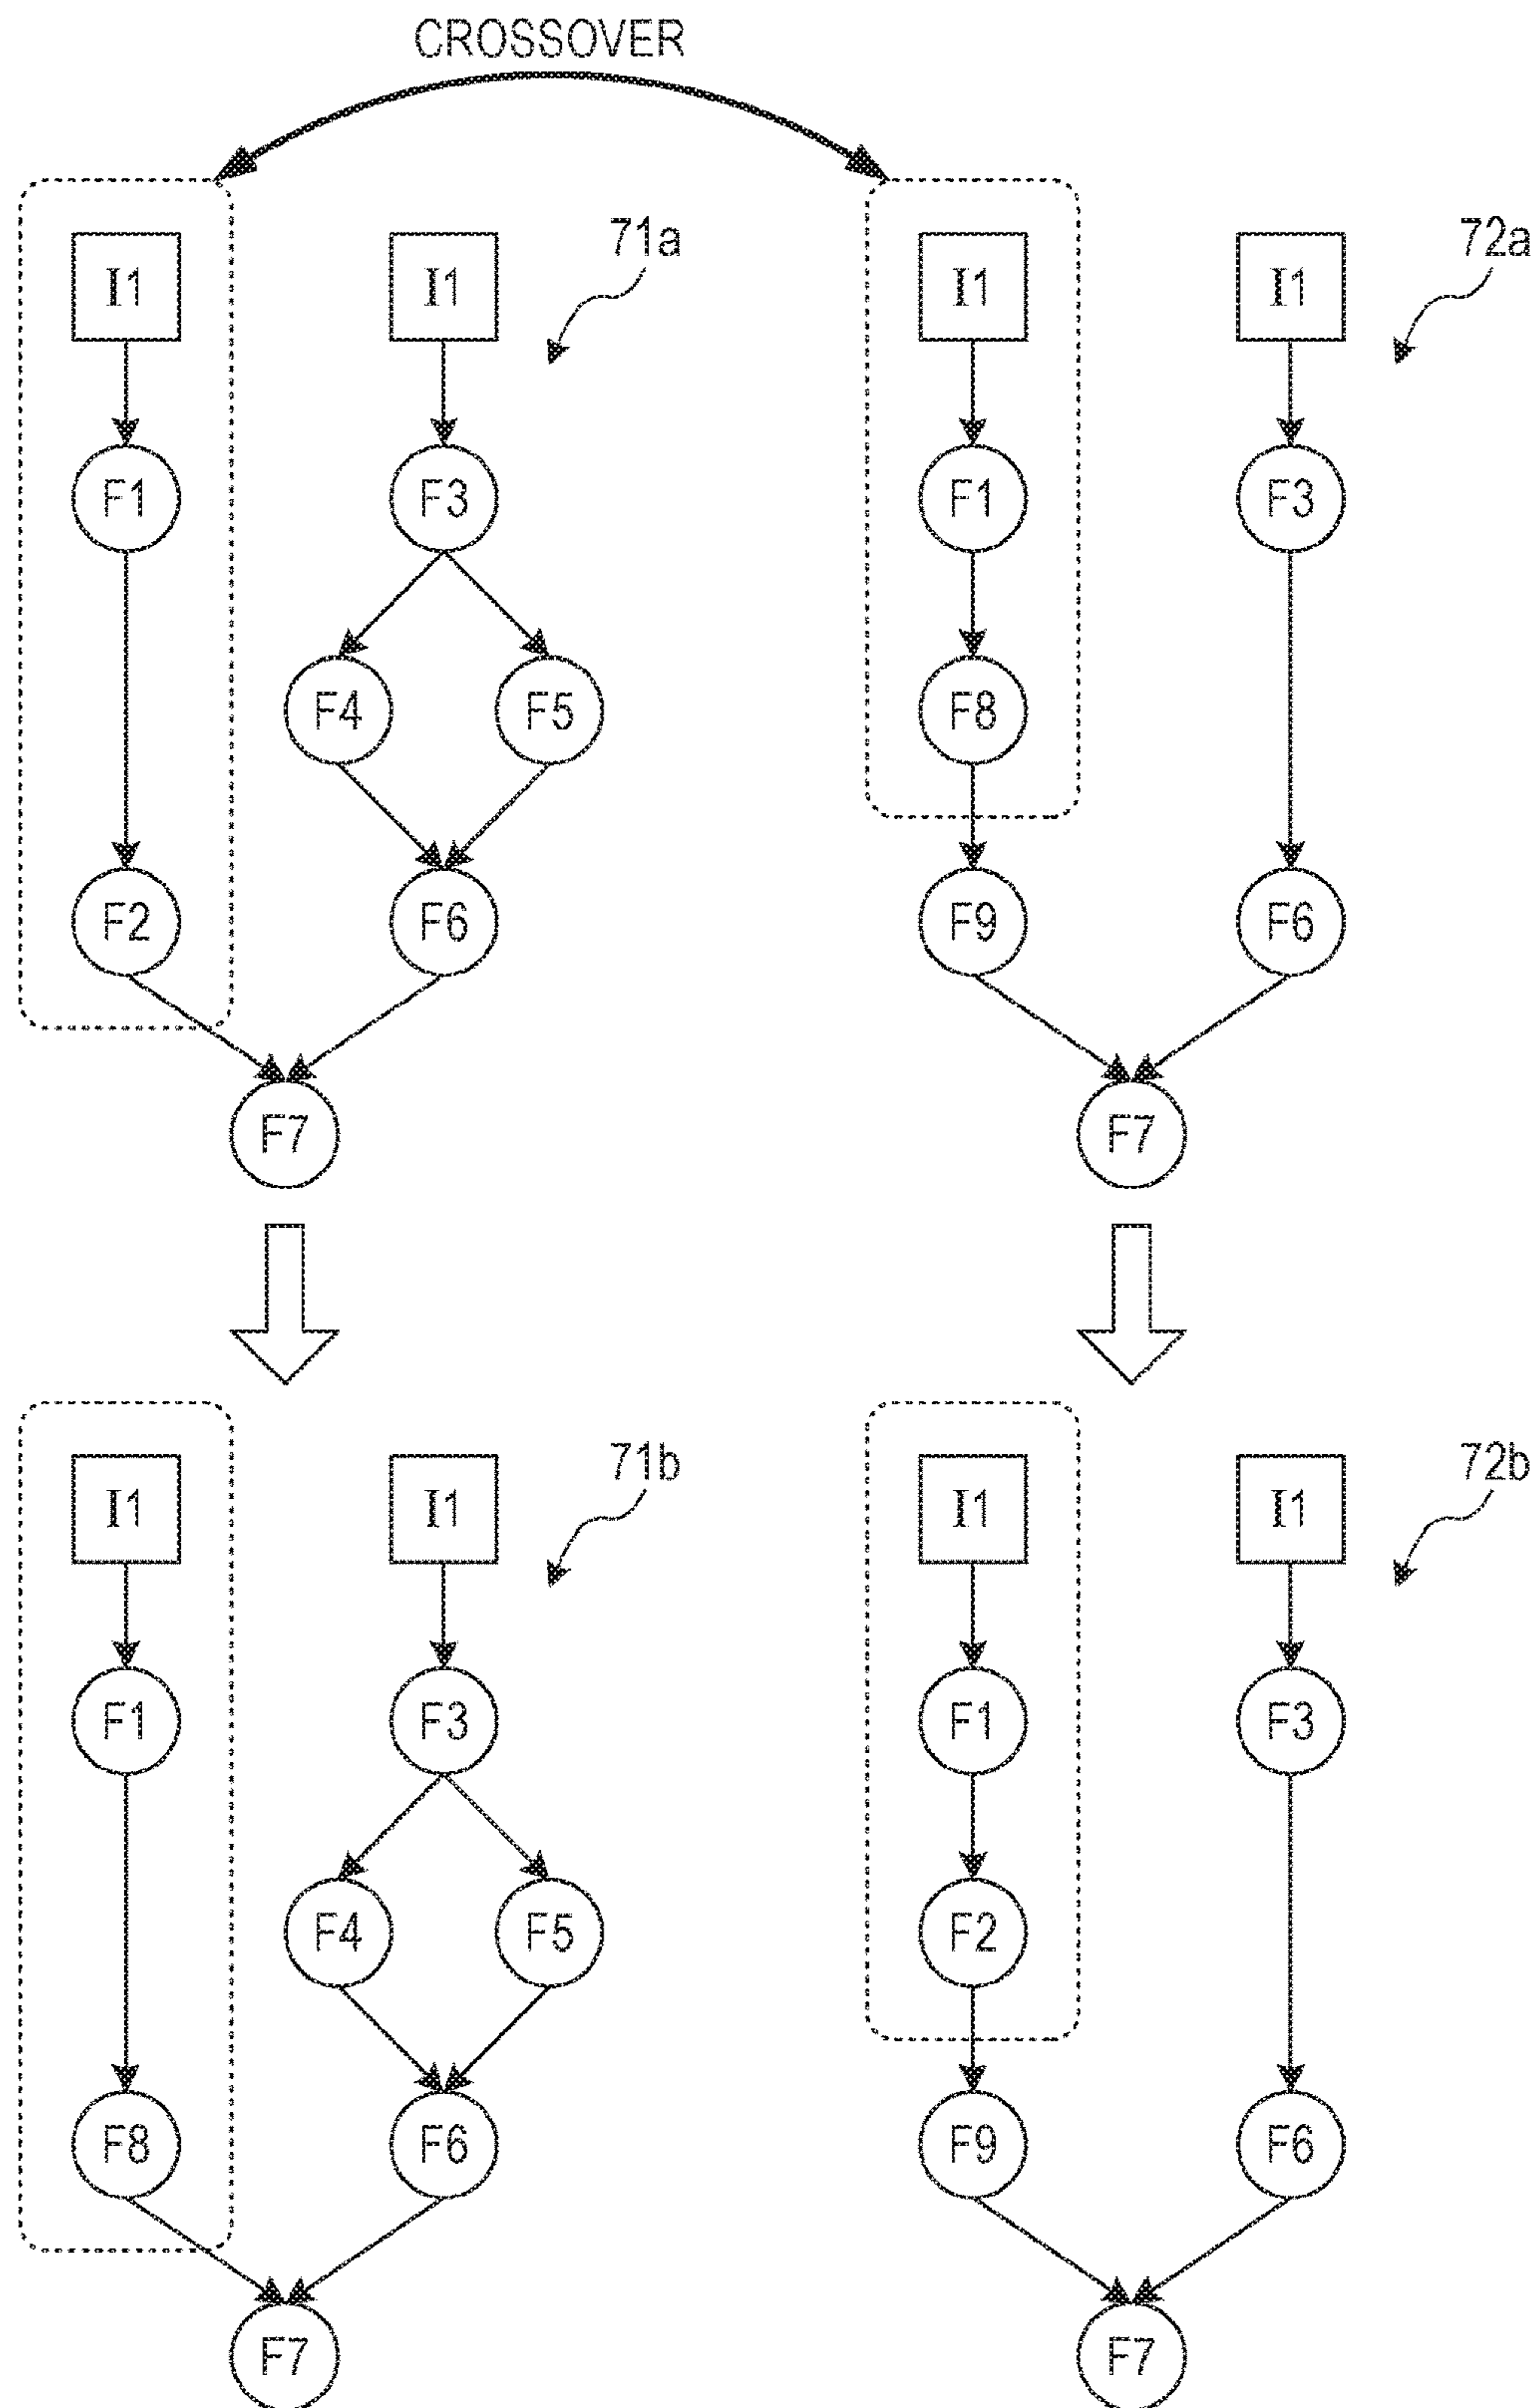 CROSSOVER
71a 72a
I1 I1 I1 I1
F1 F3 F1 F3
F4 F5 F8
F2 F6 F9 F6
F7 F7
71b 72b
I1 I1 I1 I1
F1 F3 F1 F3
F4 F5 F2
F8 F6 F9 F6
F7 F7